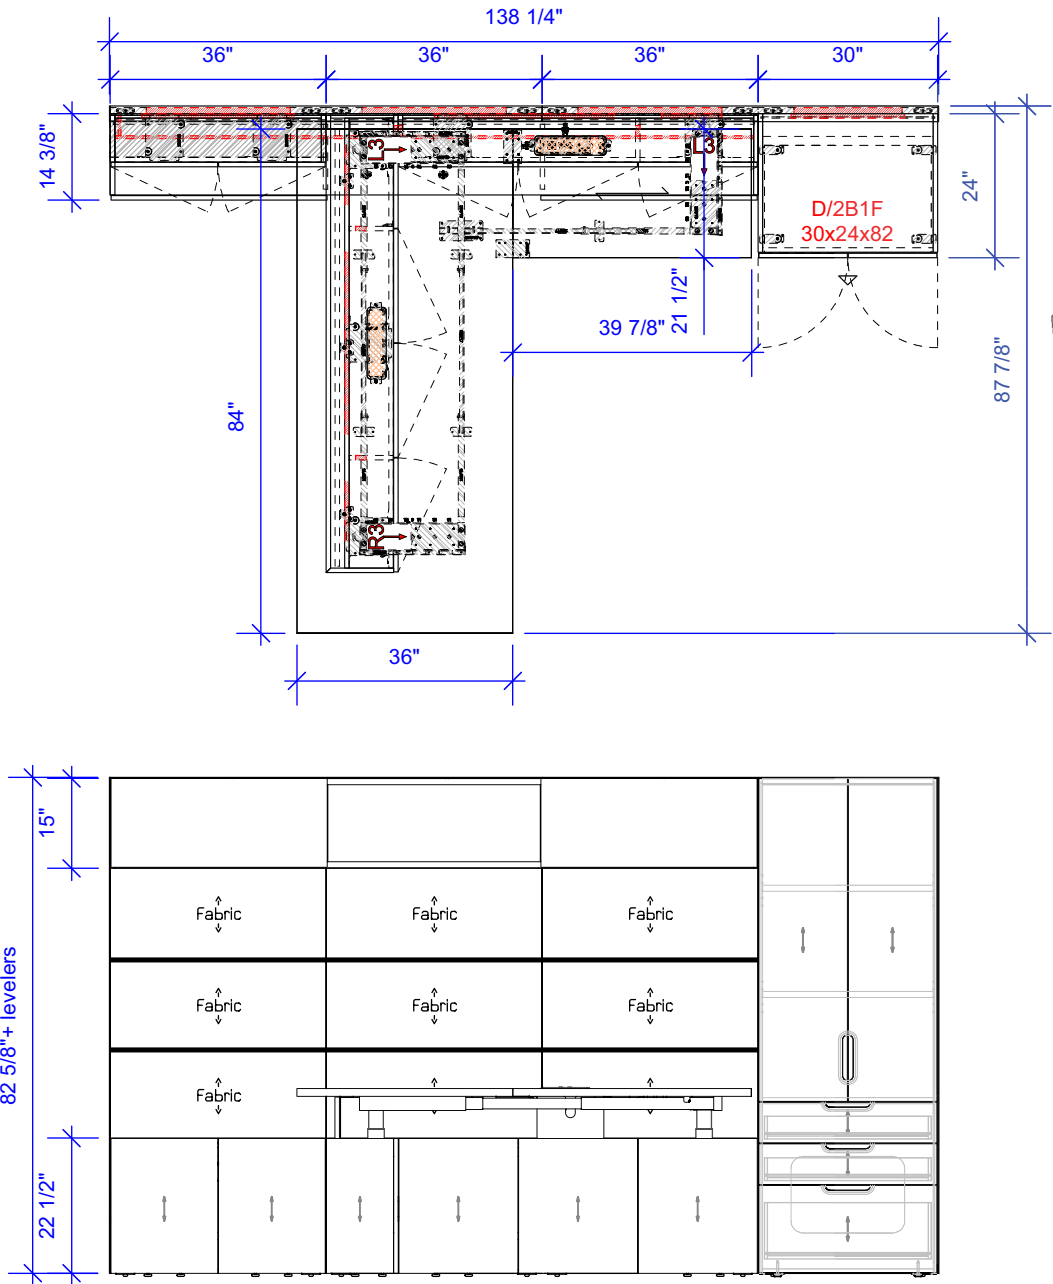 138 1/4"
36"
36"
36"
30"
14 3/8"
L3
L3
24"
D/2B1F
30x24x82
21 1/2"
39 7/8"
87 7/8"
84"
R3
36"
15"
Fabric
Fabric
Fabric
Fabric
Fabric
Fabric
82 5/8"+ levelers
Fabric
22 1/2"